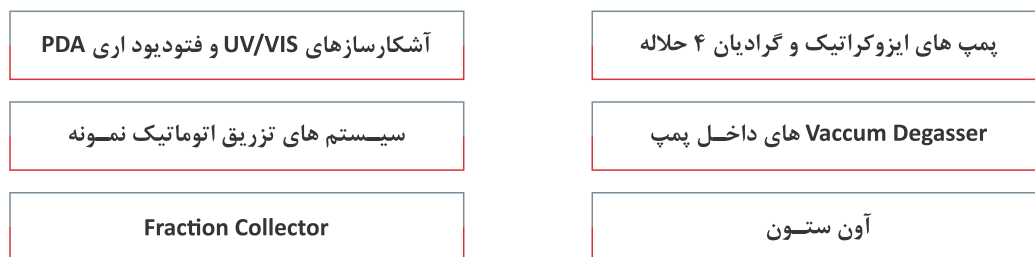 پمپ های ایزوکراتیک و گرادیان ۴ حلاله
آشکارسازهای UV/VIS و فتودیود اری PDA
Vaccum Degasser های داخـل پمپ
سیـستم های تزریق اتوماتیک نمـونه
آون ستـون
Fraction Collector